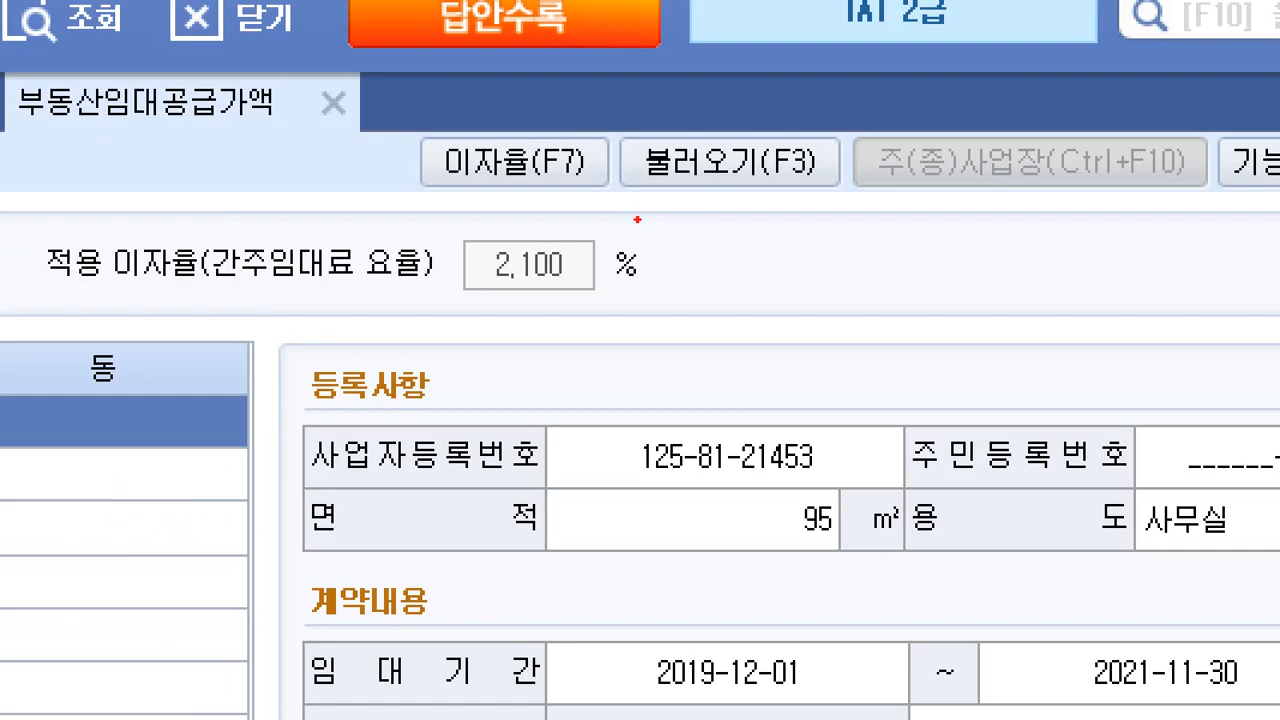 조회 닫기 답안수록 TAT 2급 [F10]
부동산임대공급가액
이자율(F7) 불러오기(F3) 주(종)사업장(Ctrl+F10)
적용 이자율(간주임대료 요율) 2,100 %
동
등록사항
사업자등록번호 125-81-21453 주민등록번호 ______-
면적 95 m² 용도 사무실
계약내용
임대기간 2019-12-01 ~ 2021-11-30